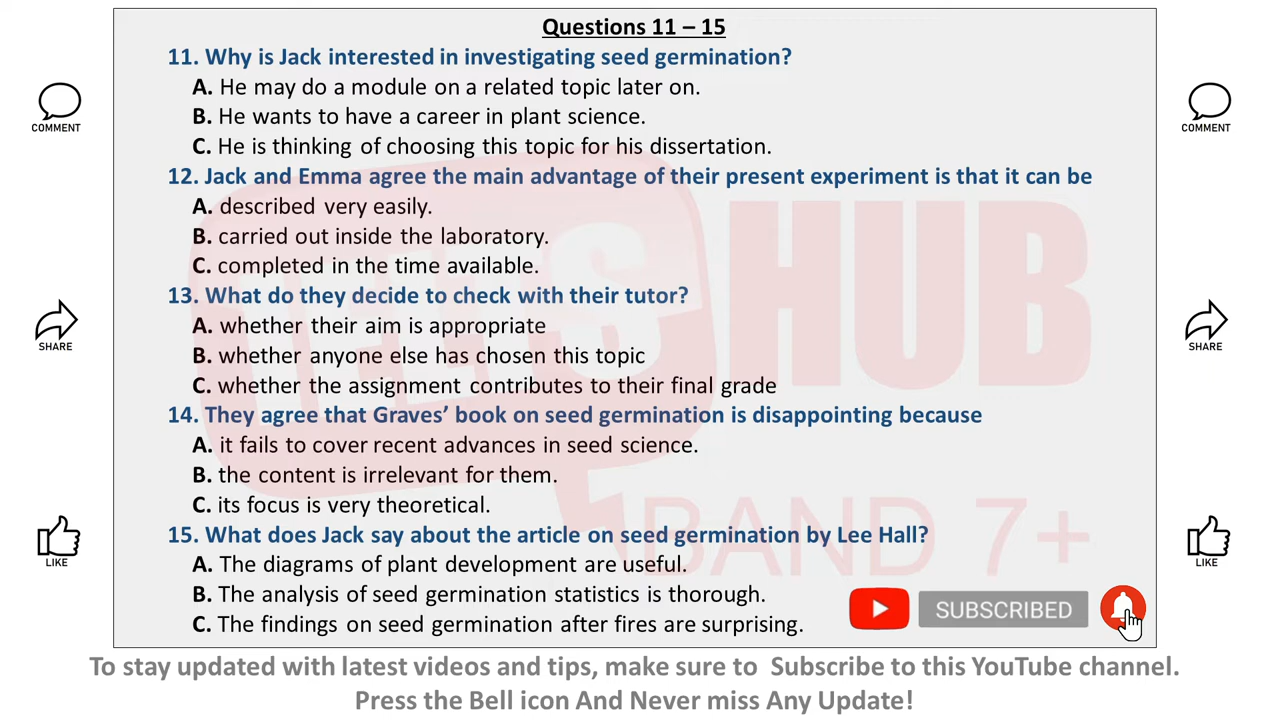 Questions 11 – 15
11. Why is Jack interested in investigating seed germination?
A. He may do a module on a related topic later on.
B. He wants to have a career in plant science.
C. He is thinking of choosing this topic for his dissertation.
12. Jack and Emma agree the main advantage of their present experiment is that it can be
A. described very easily.
B. carried out inside the laboratory.
C. completed in the time available.
13. What do they decide to check with their tutor?
A. whether their aim is appropriate
B. whether anyone else has chosen this topic
C. whether the assignment contributes to their final grade
14. They agree that Graves’ book on seed germination is disappointing because
A. it fails to cover recent advances in seed science.
B. the content is irrelevant for them.
C. its focus is very theoretical.
15. What does Jack say about the article on seed germination by Lee Hall?
A. The diagrams of plant development are useful.
B. The analysis of seed germination statistics is thorough.
C. The findings on seed germination after fires are surprising.
IELTS HUB
BAND 7+
COMMENT
SHARE
LIKE
COMMENT
SHARE
LIKE
SUBSCRIBED
To stay updated with latest videos and tips, make sure to Subscribe to this YouTube channel.
Press the Bell icon And Never miss Any Update!